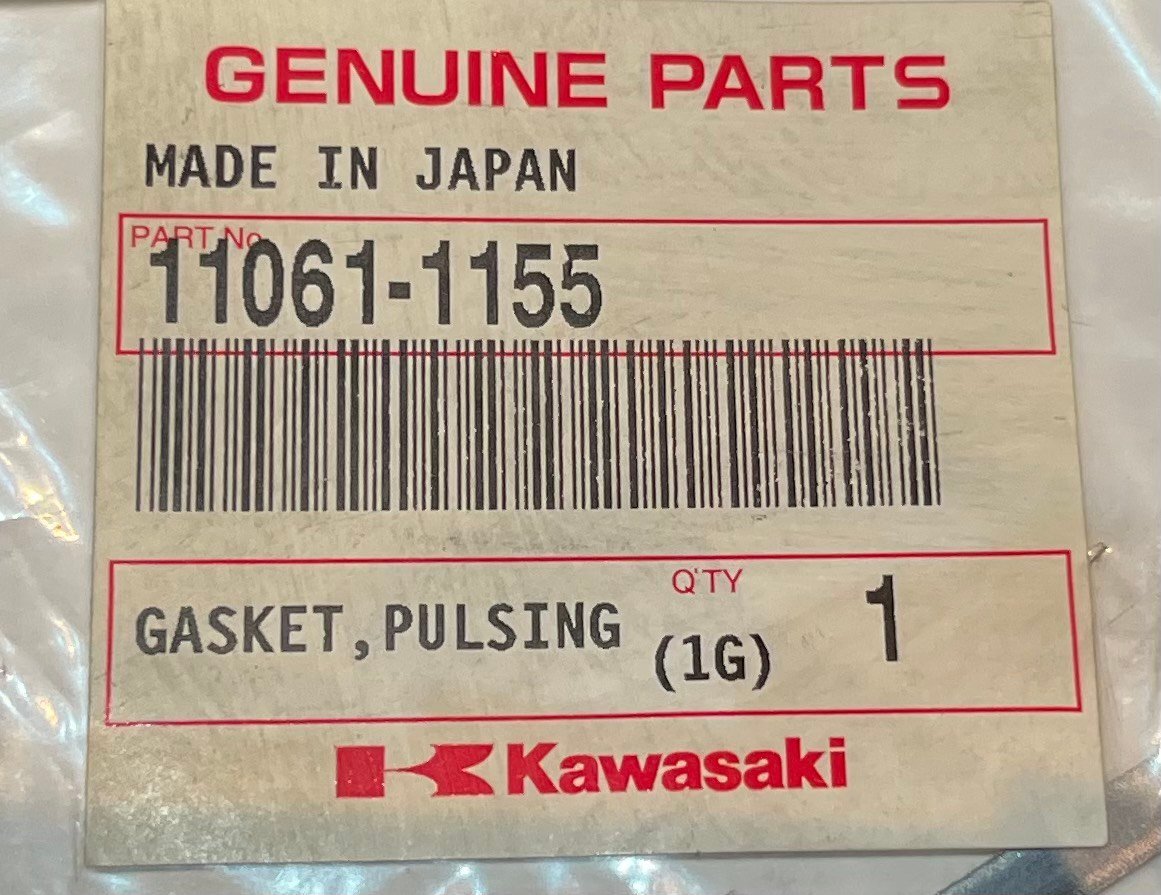 GENUINE PARTS
MADE IN JAPAN
PART No.
11061-1155
Q'TY
GASKET,PULSING (1G) 1
Kawasaki